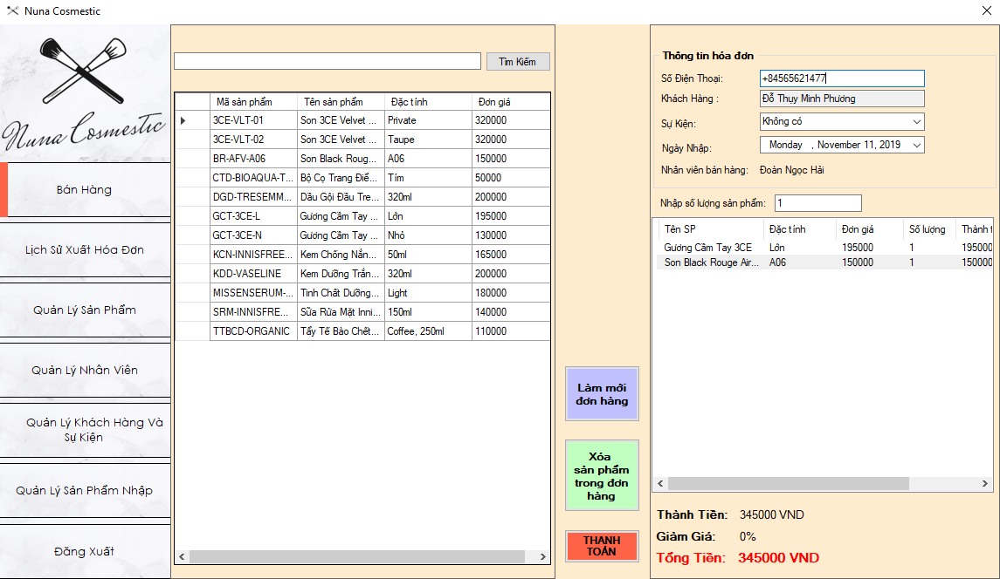 Nuna Cosmestic
Nuna Cosmestic
Bán Hàng
Lịch Sử Xuất Hóa Đơn
Quản Lý Sản Phẩm
Quản Lý Nhân Viên
Quản Lý Khách Hàng Và
Sự Kiện
Quản Lý Sản Phẩm Nhập
Đăng Xuất
Tìm Kiếm
Mã sản phẩm Tên sản phẩm Đặc tính Đơn giá
3CE-VLT-01 Son 3CE Velvet ... Private 320000
3CE-VLT-02 Son 3CE Velvet ... Taupe 320000
BR-AFV-A06 Son Black Roug... A06 150000
CTD-BIOAQUA-T... Bộ Cọ Trang Điể... Tím 50000
DGD-TRESEMM... Dầu Gội Đầu Tre... 320ml 200000
GCT-3CE-L Gương Cầm Tay ... Lớn 195000
GCT-3CE-N Gương Cầm Tay ... Nhỏ 130000
KCN-INNISFREE... Kem Chống Nắn... 50ml 165000
KDD-VASELINE Kem Dưỡng Trắn... 320ml 200000
MISSENSERUM-... Tinh Chất Dưỡng... Light 180000
SRM-INNISFRE... Sữa Rửa Mặt Inni... 150ml 140000
TTBCD-ORGANIC Tẩy Tế Bào Chết... Coffee, 250ml 110000
Làm mới
đơn hàng
Xóa
sản phẩm
trong đơn
hàng
THANH
TOÁN
Thông tin hóa đơn
Số Điện Thoại: +84565621477
Khách Hàng : Đỗ Thụy Minh Phương
Sự Kiện: Không có
Ngày Nhập: Monday , November 11, 2019
Nhân viên bán hàng: Đoàn Ngọc Hải
Nhập số lượng sản phẩm: 1
Tên SP Đặc tính Đơn giá Số lượng Thành t
Gương Cầm Tay 3CE Lớn 195000 1 195000
Son Black Rouge Air... A06 150000 1 150000
Thành Tiền: 345000 VND
Giảm Giá: 0%
Tổng Tiền: 345000 VND